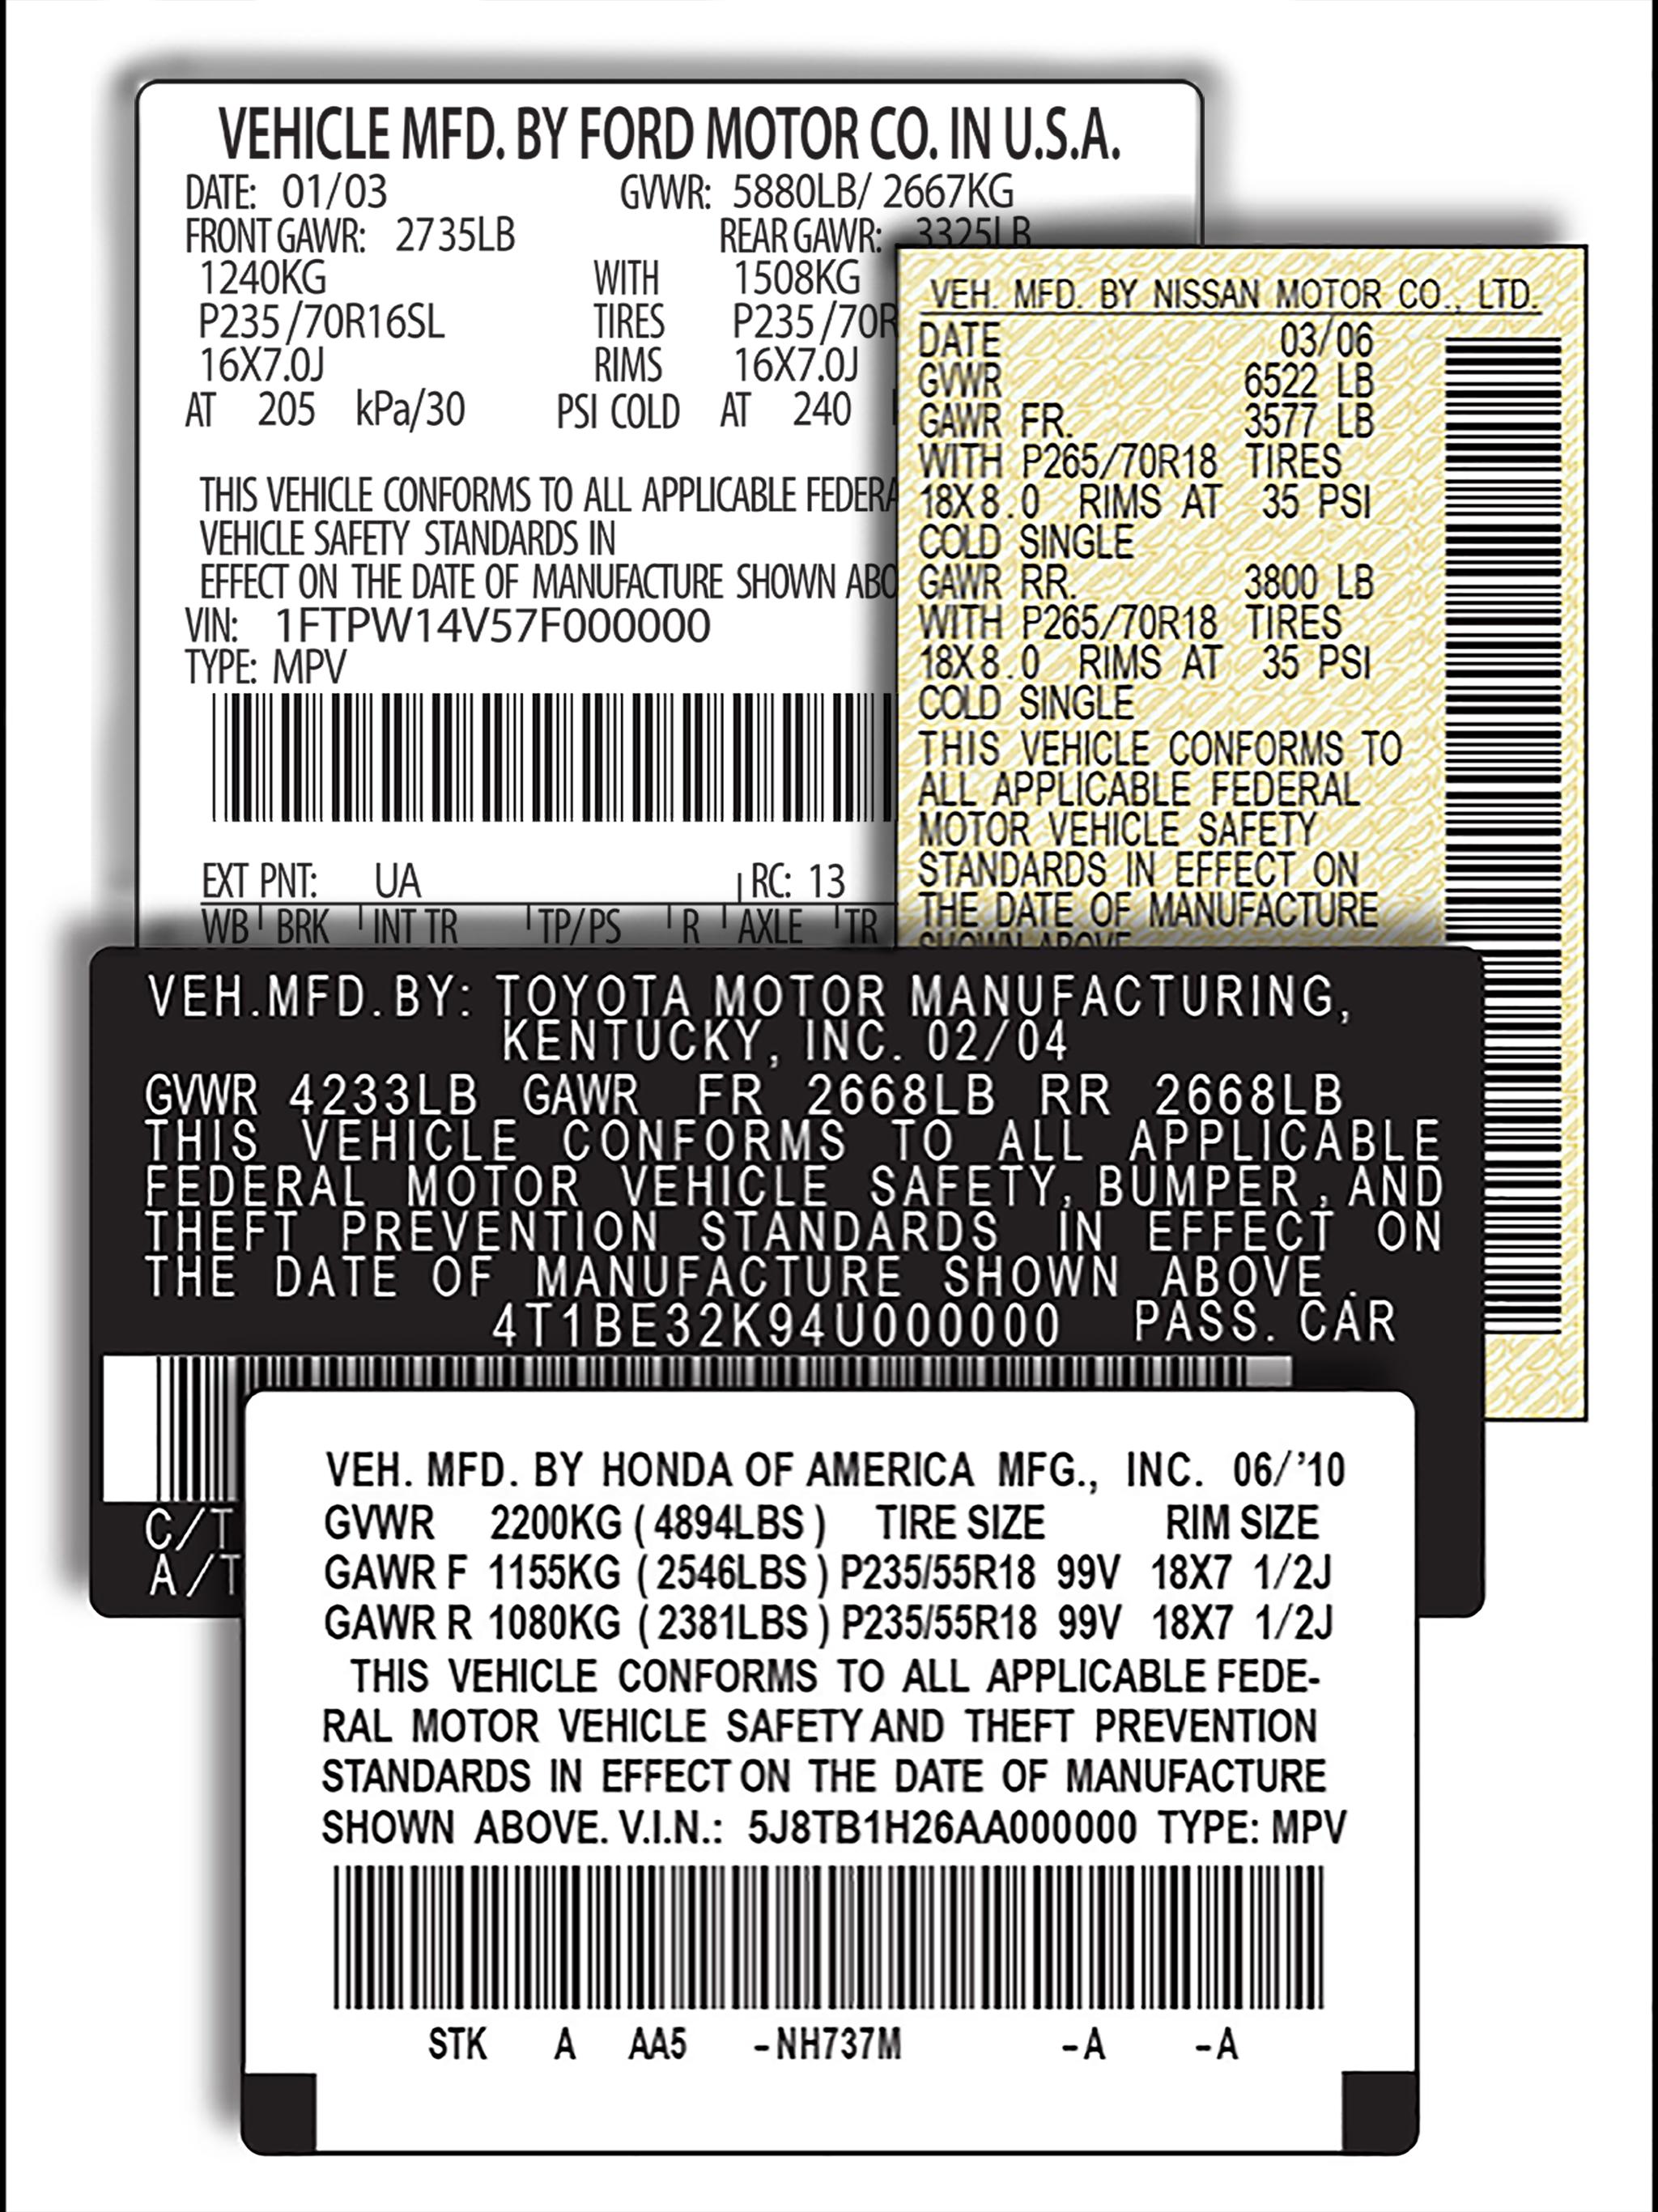 VEHICLE MFD. BY FORD MOTOR CO. IN U.S.A.
DATE: 01/03 GVWR: 5880LB/ 2667KG
FRONT GAWR: 2735LB REAR GAWR: 3325LB
1240KG WITH 1508KG
P235/70R16SL TIRES P235/70R
16X7.0J RIMS 16X7.0J
AT 205 kPa/30 PSI COLD AT 240
THIS VEHICLE CONFORMS TO ALL APPLICABLE FEDERA
VEHICLE SAFETY STANDARDS IN
EFFECT ON THE DATE OF MANUFACTURE SHOWN ABO
VIN: 1FTPW14V57F000000
TYPE: MPV
EXT PNT: UA RC: 13
WB BRK INT TR TP/PS R AXLE TR
VEH. MFD. BY NISSAN MOTOR CO., LTD.
DATE 03/06
GVWR 6522 LB
GAWR FR. 3577 LB
WITH P265/70R18 TIRES
18X8.0 RIMS AT 35 PSI
COLD SINGLE
GAWR RR. 3800 LB
WITH P265/70R18 TIRES
18X8.0 RIMS AT 35 PSI
COLD SINGLE
THIS VEHICLE CONFORMS TO
ALL APPLICABLE FEDERAL
MOTOR VEHICLE SAFETY
STANDARDS IN EFFECT ON
THE DATE OF MANUFACTURE
SHOWN ABOVE
VEH.MFD.BY: TOYOTA MOTOR MANUFACTURING,
KENTUCKY, INC. 02/04
GVWR 4233LB GAWR FR 2668LB RR 2668LB
THIS VEHICLE CONFORMS TO ALL APPLICABLE
FEDERAL MOTOR VEHICLE SAFETY, BUMPER, AND
THEFT PREVENTION STANDARDS IN EFFECT ON
THE DATE OF MANUFACTURE SHOWN ABOVE.
4T1BE32K94U000000 PASS. CAR
C/T
A/T
VEH. MFD. BY HONDA OF AMERICA MFG., INC. 06/'10
GVWR 2200KG (4894LBS) TIRE SIZE RIM SIZE
GAWR F 1155KG (2546LBS) P235/55R18 99V 18X7 1/2J
GAWR R 1080KG (2381LBS) P235/55R18 99V 18X7 1/2J
THIS VEHICLE CONFORMS TO ALL APPLICABLE FEDE-
RAL MOTOR VEHICLE SAFETY AND THEFT PREVENTION
STANDARDS IN EFFECT ON THE DATE OF MANUFACTURE
SHOWN ABOVE. V.I.N.: 5J8TB1H26AA000000 TYPE: MPV
STK A AA5 -NH737M -A -A